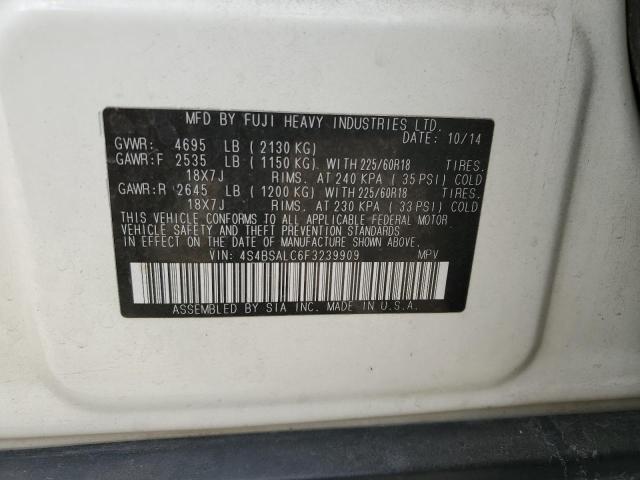 MFD BY FUJI HEAVY INDUSTRIES LTD.
DATE: 10/14
GVWR: 4695 LB ( 2130 KG)
GAWR:F 2535 LB ( 1150 KG) WITH 225/60R18 TIRES.
18X7J RIMS. AT 240 KPA ( 35 PSI) COLD
GAWR:R 2645 LB ( 1200 KG) WITH 225/60R18 TIRES.
18X7J RIMS. AT 230 KPA ( 33 PSI) COLD
THIS VEHICLE CONFORMS TO ALL APPLICABLE FEDERAL MOTOR
VEHICLE SAFETY AND THEFT PREVENTION STANDARDS
IN EFFECT ON THE DATE OF MANUFACTURE SHOWN ABOVE.
VIN: 4S4BSALC6F3239909 MPV
ASSEMBLED BY SIA INC. MADE IN U.S.A.